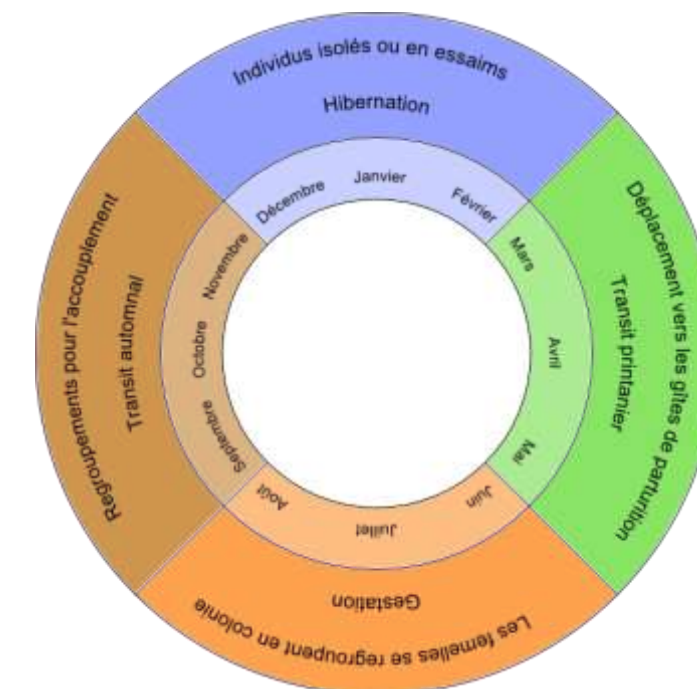 Individus isolés ou en essaims
Hibernation
Décembre
Janvier
Février
Déplacement vers les gîtes de parturition
Transit printanier
Mars
Avril
Mai
Juin
Juillet
Août
Gestation
Les femelles se regroupent en colonie
Regroupements pour l'accouplement
Transit automnal
Septembre
Octobre
Novembre